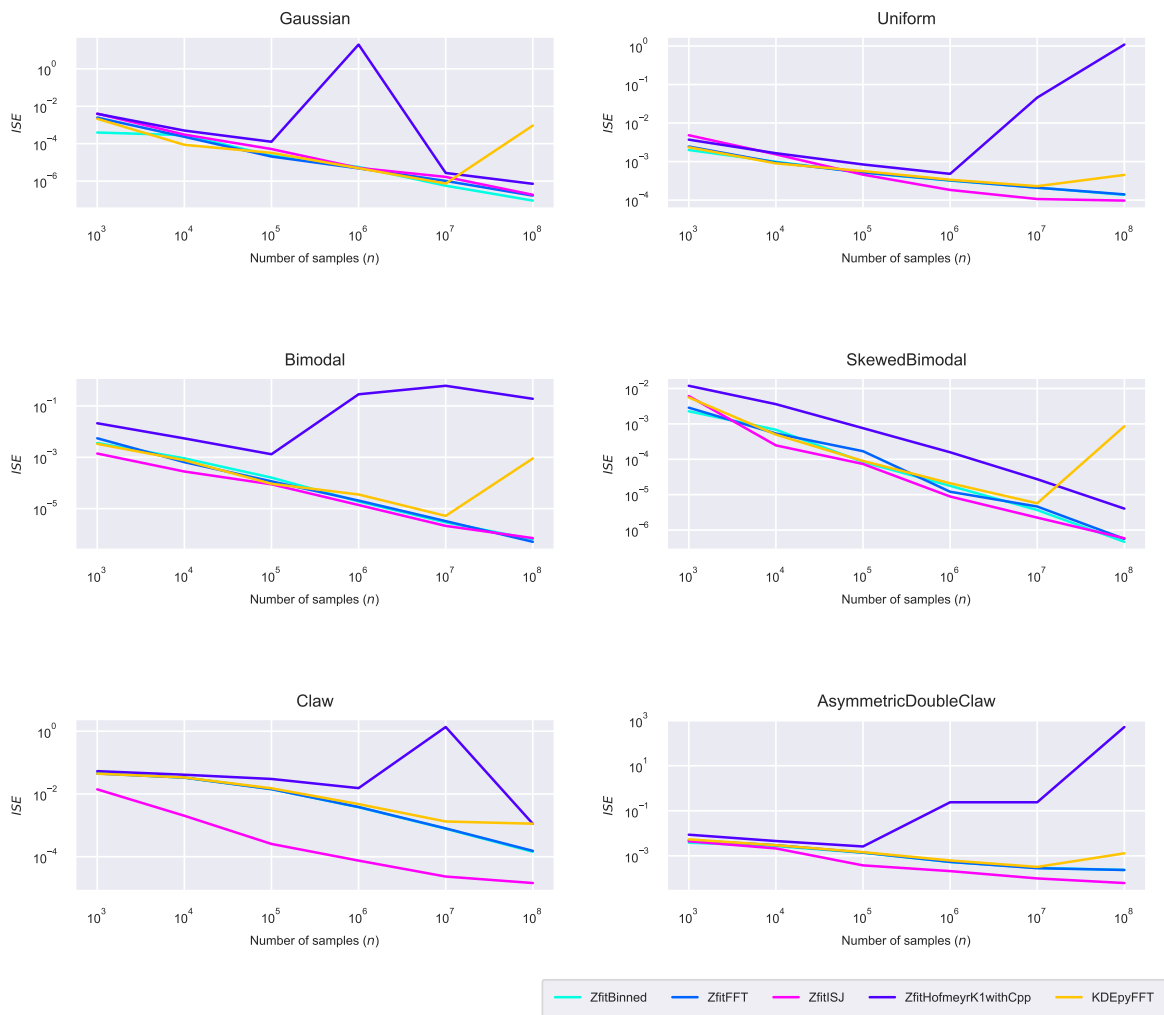 Gaussian
Uniform
ISE
10^0
10^-2
10^-4
10^-6
10^3 10^4 10^5 10^6 10^7 10^8
Number of samples (n)
ISE
10^0
10^-1
10^-2
10^-3
10^-4
10^3 10^4 10^5 10^6 10^7 10^8
Number of samples (n)
Bimodal
SkewedBimodal
ISE
10^-1
10^-3
10^-5
10^3 10^4 10^5 10^6 10^7 10^8
Number of samples (n)
ISE
10^-2
10^-3
10^-4
10^-5
10^-6
10^3 10^4 10^5 10^6 10^7 10^8
Number of samples (n)
Claw
AsymmetricDoubleClaw
ISE
10^0
10^-2
10^-4
10^3 10^4 10^5 10^6 10^7 10^8
Number of samples (n)
ISE
10^3
10^1
10^-1
10^-3
10^3 10^4 10^5 10^6 10^7 10^8
Number of samples (n)
ZfitBinned ZfitFFT ZfitISJ ZfitHofmeyrK1withCpp KDEpyFFT